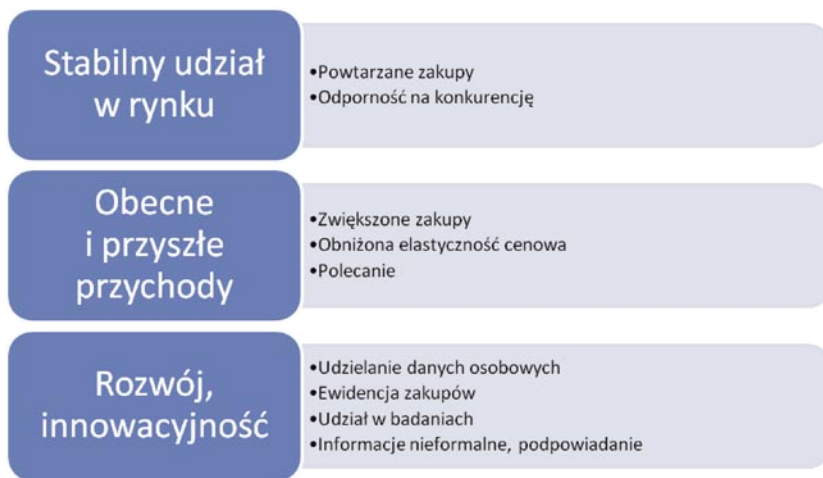 Stabilny udział
w rynku
•Powtarzane zakupy
•Odporność na konkurencję
Obecne
i przyszłe
przychody
•Zwiększone zakupy
•Obniżona elastyczność cenowa
•Polecanie
Rozwój,
innowacyjność
•Udzielanie danych osobowych
•Ewidencja zakupów
•Udział w badaniach
•Informacje nieformalne, podpowiadanie